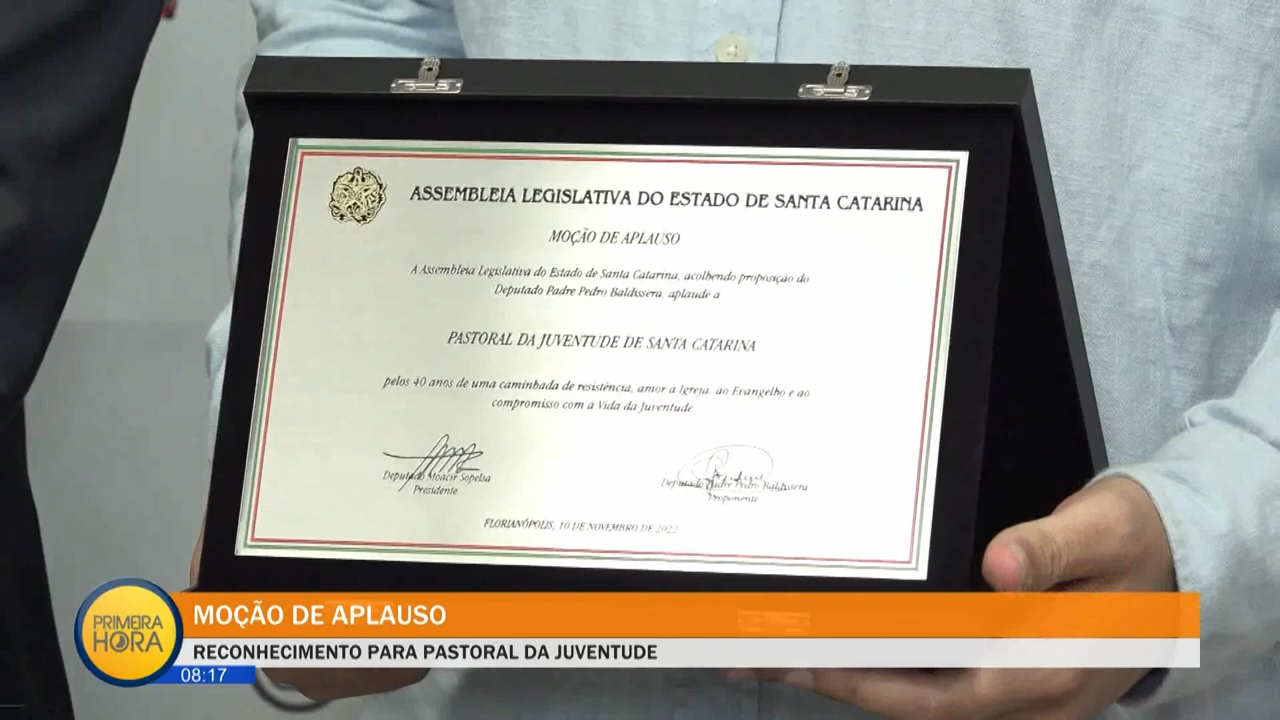 ASSEMBLEIA LEGISLATIVA DO ESTADO DE SANTA CATARINA
MOÇÃO DE APLAUSO
A Assembleia Legislativa do Estado de Santa Catarina, acolhendo proposição do
Deputado Padre Pedro Baldissera, aplaude a
PASTORAL DA JUVENTUDE DE SANTA CATARINA
pelos 40 anos de uma caminhada de resistência, amor à Igreja, ao Evangelho e ao
compromisso com a Vida da Juventude
Deputado Moacir Sopelsa
Presidente
Deputado Padre Pedro Baldissera
Proponente
FLORIANÓPOLIS, 10 DE NOVEMBRO DE 2022
PRIMEIRA
HORA
08:17
MOÇÃO DE APLAUSO
RECONHECIMENTO PARA PASTORAL DA JUVENTUDE